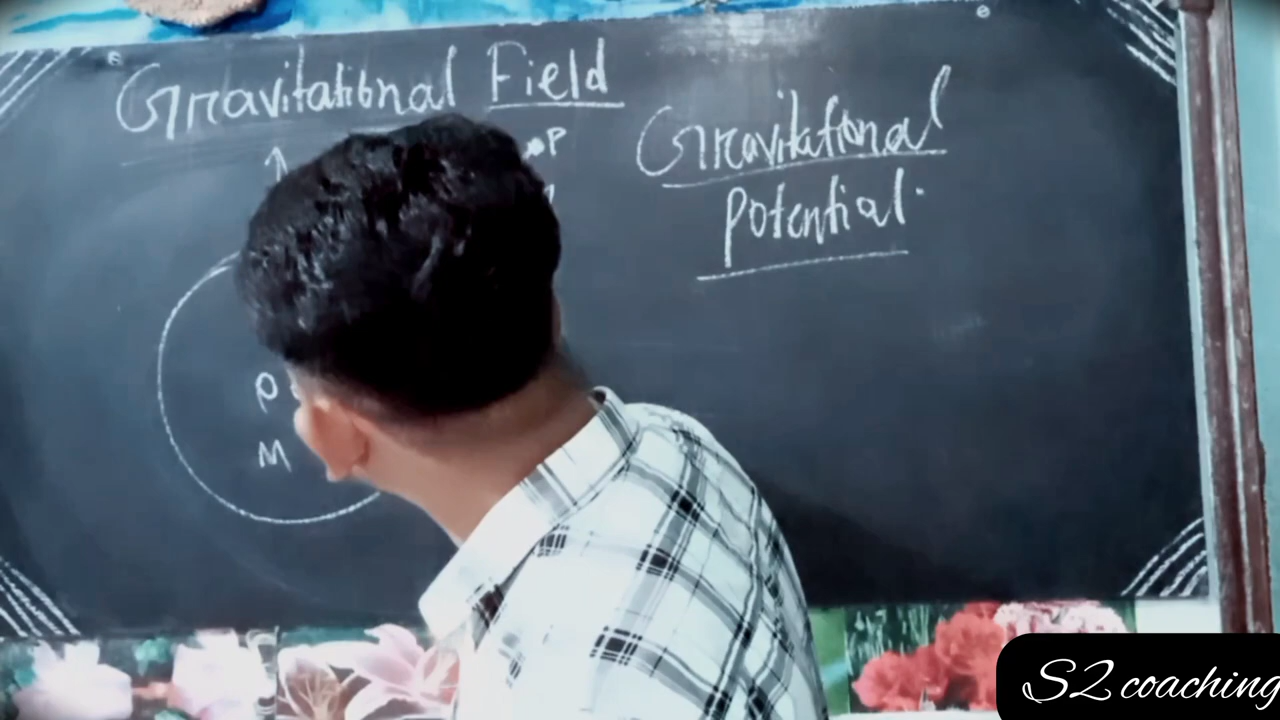 Gravitational Field
Gravitational
potential.
P
P
M
S2 coaching